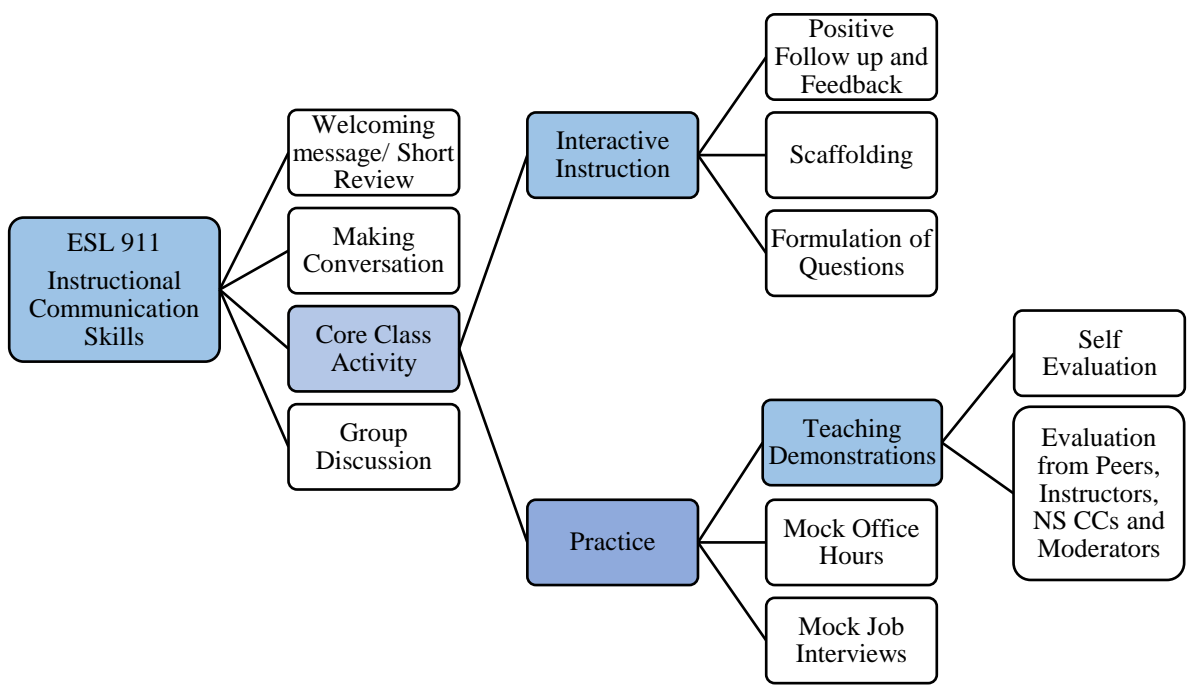 ESL 911
Instructional
Communication
Skills
Welcoming
message/ Short
Review
Making
Conversation
Core Class
Activity
Group
Discussion
Interactive
Instruction
Positive
Follow up and
Feedback
Scaffolding
Formulation of
Questions
Practice
Teaching
Demonstrations
Self
Evaluation
Evaluation
from Peers,
Instructors,
NS CCs and
Moderators
Mock Office
Hours
Mock Job
Interviews